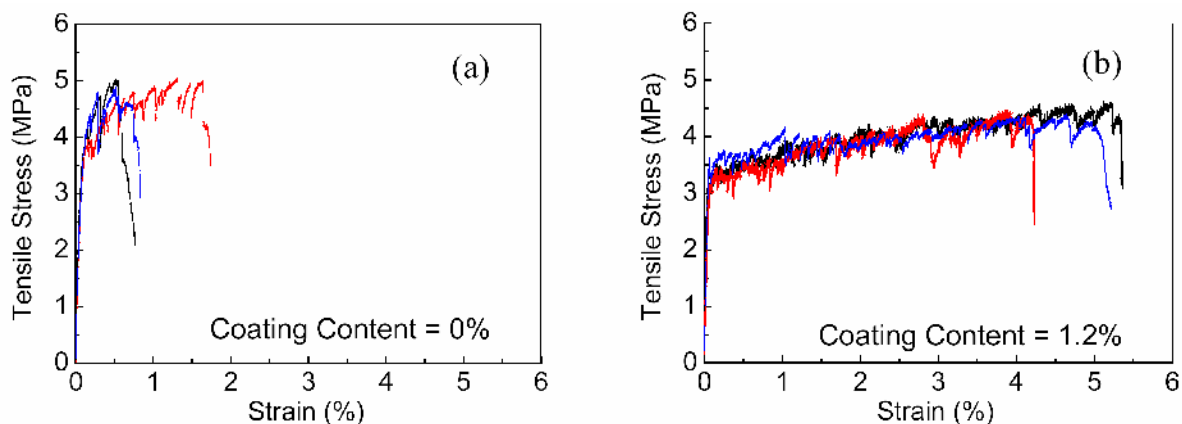 6
5
4
3
2
1
0
Tensile Stress (MPa)
(a)
Coating Content = 0%
0 1 2 3 4 5 6
Strain (%)
6
5
4
3
2
1
0
Tensile Stress (MPa)
(b)
Coating Content = 1.2%
0 1 2 3 4 5 6
Strain (%)